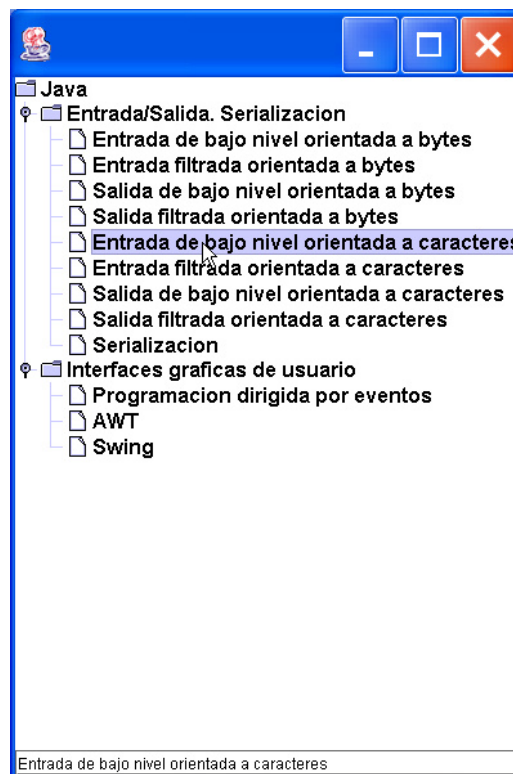 Java
Entrada/Salida. Serializacion
Entrada de bajo nivel orientada a bytes
Entrada filtrada orientada a bytes
Salida de bajo nivel orientada a bytes
Salida filtrada orientada a bytes
Entrada de bajo nivel orientada a caracteres
Entrada filtrada orientada a caracteres
Salida de bajo nivel orientada a caracteres
Salida filtrada orientada a caracteres
Serializacion
Interfaces graficas de usuario
Programacion dirigida por eventos
AWT
Swing
Entrada de bajo nivel orientada a caracteres